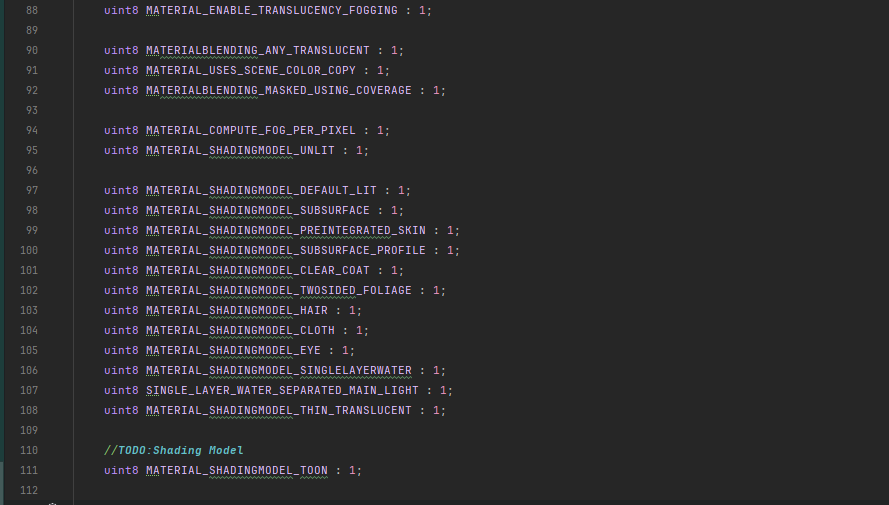 88 uint8 MATERIAL_ENABLE_TRANSLUCENCY_FOGGING : 1;
89
90 uint8 MATERIALBLENDING_ANY_TRANSLUCENT : 1;
91 uint8 MATERIAL_USES_SCENE_COLOR_COPY : 1;
92 uint8 MATERIALBLENDING_MASKED_USING_COVERAGE : 1;
93
94 uint8 MATERIAL_COMPUTE_FOG_PER_PIXEL : 1;
95 uint8 MATERIAL_SHADINGMODEL_UNLIT : 1;
96
97 uint8 MATERIAL_SHADINGMODEL_DEFAULT_LIT : 1;
98 uint8 MATERIAL_SHADINGMODEL_SUBSURFACE : 1;
99 uint8 MATERIAL_SHADINGMODEL_PREINTEGRATED_SKIN : 1;
100 uint8 MATERIAL_SHADINGMODEL_SUBSURFACE_PROFILE : 1;
101 uint8 MATERIAL_SHADINGMODEL_CLEAR_COAT : 1;
102 uint8 MATERIAL_SHADINGMODEL_TWOSIDED_FOLIAGE : 1;
103 uint8 MATERIAL_SHADINGMODEL_HAIR : 1;
104 uint8 MATERIAL_SHADINGMODEL_CLOTH : 1;
105 uint8 MATERIAL_SHADINGMODEL_EYE : 1;
106 uint8 MATERIAL_SHADINGMODEL_SINGLELAYERWATER : 1;
107 uint8 SINGLE_LAYER_WATER_SEPARATED_MAIN_LIGHT : 1;
108 uint8 MATERIAL_SHADINGMODEL_THIN_TRANSLUCENT : 1;
109
110 //TODO:Shading Model
111 uint8 MATERIAL_SHADINGMODEL_TOON : 1;
112